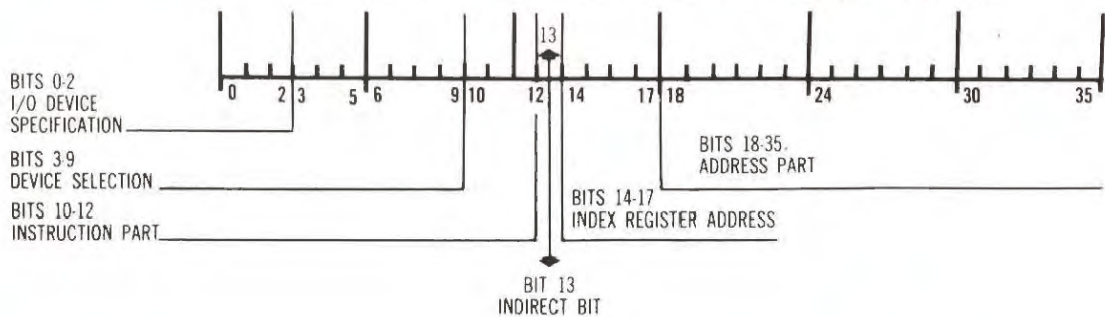 13
0 2 3 5 6 9 10 12 14 17 18 24 30 35
BITS 0-2
I/O DEVICE
SPECIFICATION
BITS 3-9
DEVICE SELECTION
BITS 10-12
INSTRUCTION PART
BITS 18-35.
ADDRESS PART
BITS 14-17
INDEX REGISTER ADDRESS
BIT 13
INDIRECT BIT